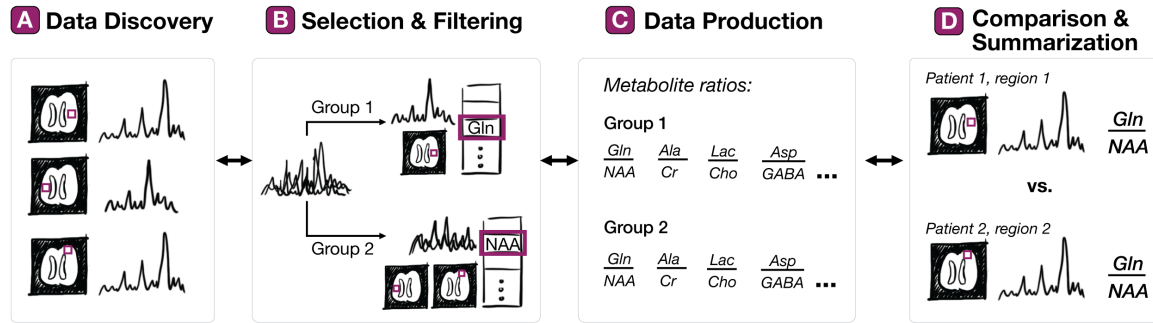 A Data Discovery
B Selection & Filtering
C Data Production
D Comparison &
Summarization
Group 1
Gln
Group 2
NAA
Metabolite ratios:
Group 1
Gln Ala Lac Asp
NAA Cr Cho GABA ...
Group 2
Gln Ala Lac Asp
NAA Cr Cho GABA ...
Patient 1, region 1
Gln
NAA
vs.
Patient 2, region 2
Gln
NAA